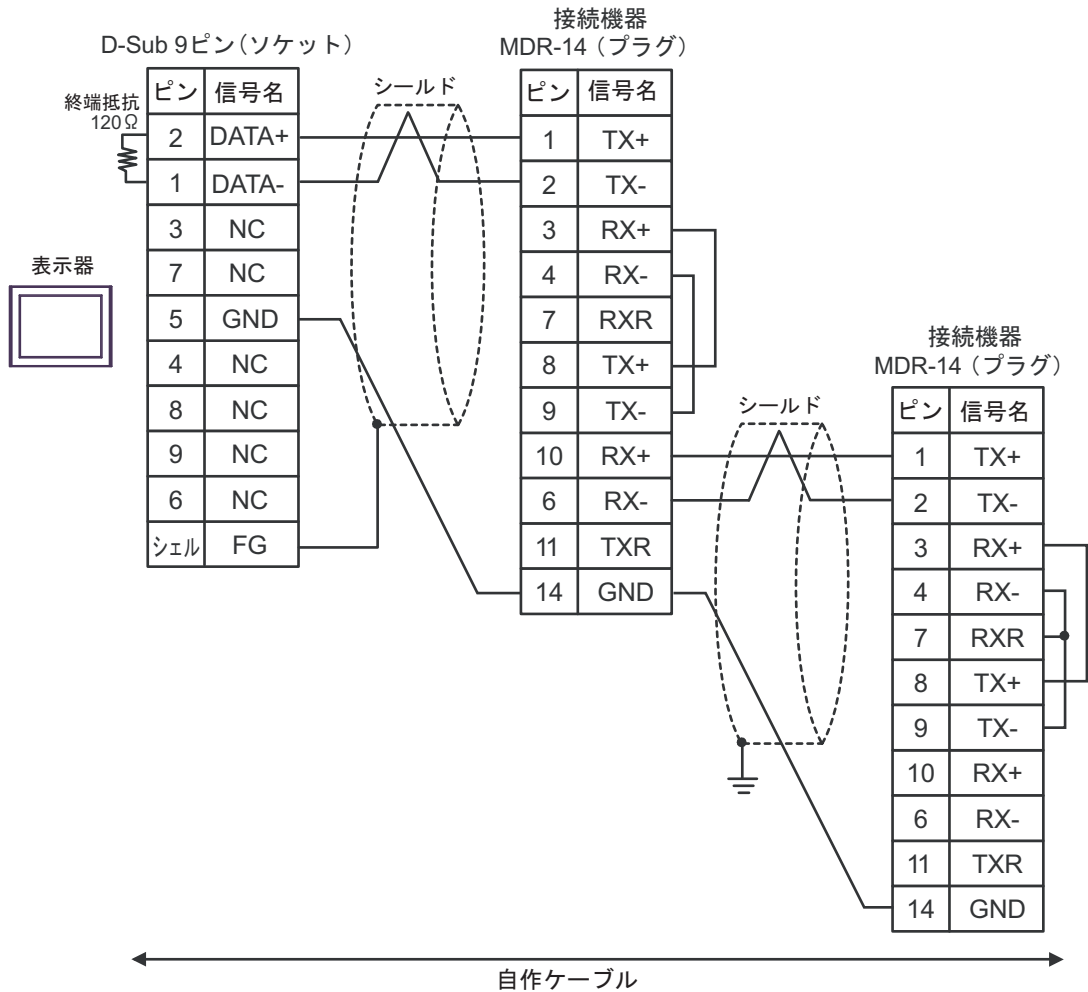 D-Sub 9ピン（ソケット）
終端抵抗
120Ω
表示器
ピン 信号名
2 DATA+
1 DATA-
3 NC
7 NC
5 GND
4 NC
8 NC
9 NC
6 NC
シェル FG
シールド
接続機器
MDR-14（プラグ）
ピン 信号名
1 TX+
2 TX-
3 RX+
4 RX-
7 RXR
8 TX+
9 TX-
10 RX+
6 RX-
11 TXR
14 GND
シールド
接続機器
MDR-14（プラグ）
ピン 信号名
1 TX+
2 TX-
3 RX+
4 RX-
7 RXR
8 TX+
9 TX-
10 RX+
6 RX-
11 TXR
14 GND
自作ケーブル